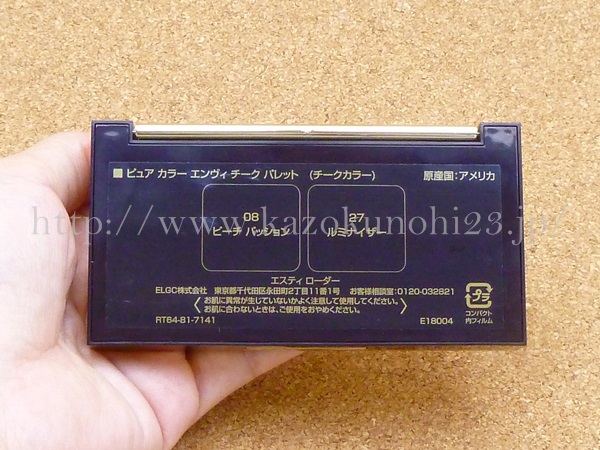 ■ ピュア カラー エンヴィ チーク パレット (チークカラー) 原産国:アメリカ
08
ピーチ パッション
27
ルミナイザー
http://www.kazokunohi23.jp/
エスティ ローダー
ELGC株式会社 東京都千代田区永田町2丁目11番1号 お客様相談室:0120-032821
〈お肌に異常が生じていないかよく注意して使用してください。
お肌に合わないときは、ご使用をおやめください。〉
プラ
コンパクト
内フィルム
RT64-B1-7141 E18004